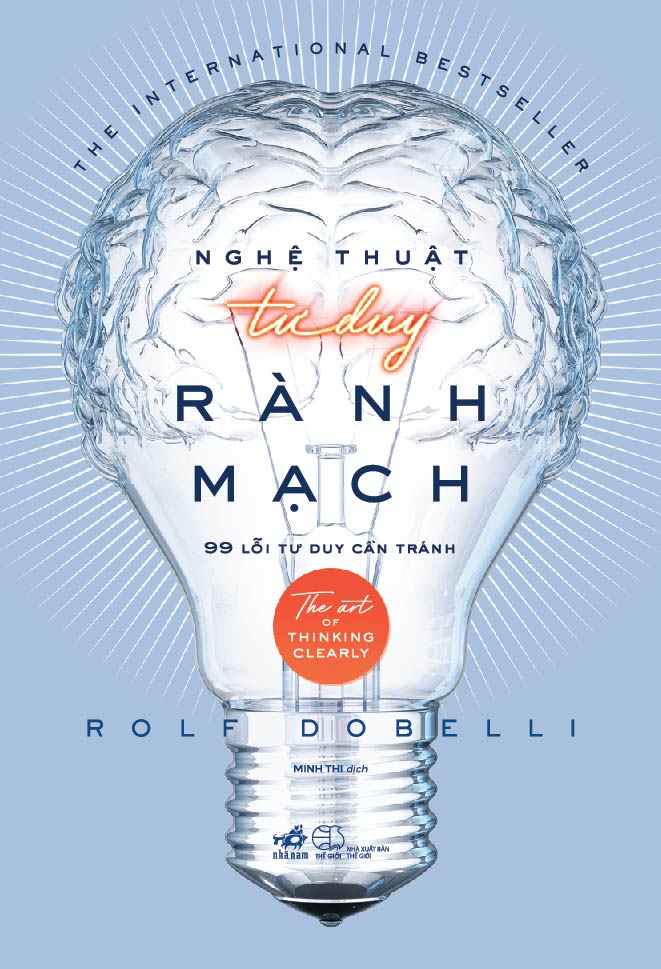 THE INTERNATIONAL BESTSELLER
NGHỆ THUẬT
tư duy
RÀNH
MẠCH
99 LỖI TƯ DUY CẦN TRÁNH
The art
OF
THINKING
CLEARLY
ROLF DOBELLI
MINH THI dịch
nhã nam
THẾ GIỚI
NHÀ XUẤT BẢN
THẾ GIỚI